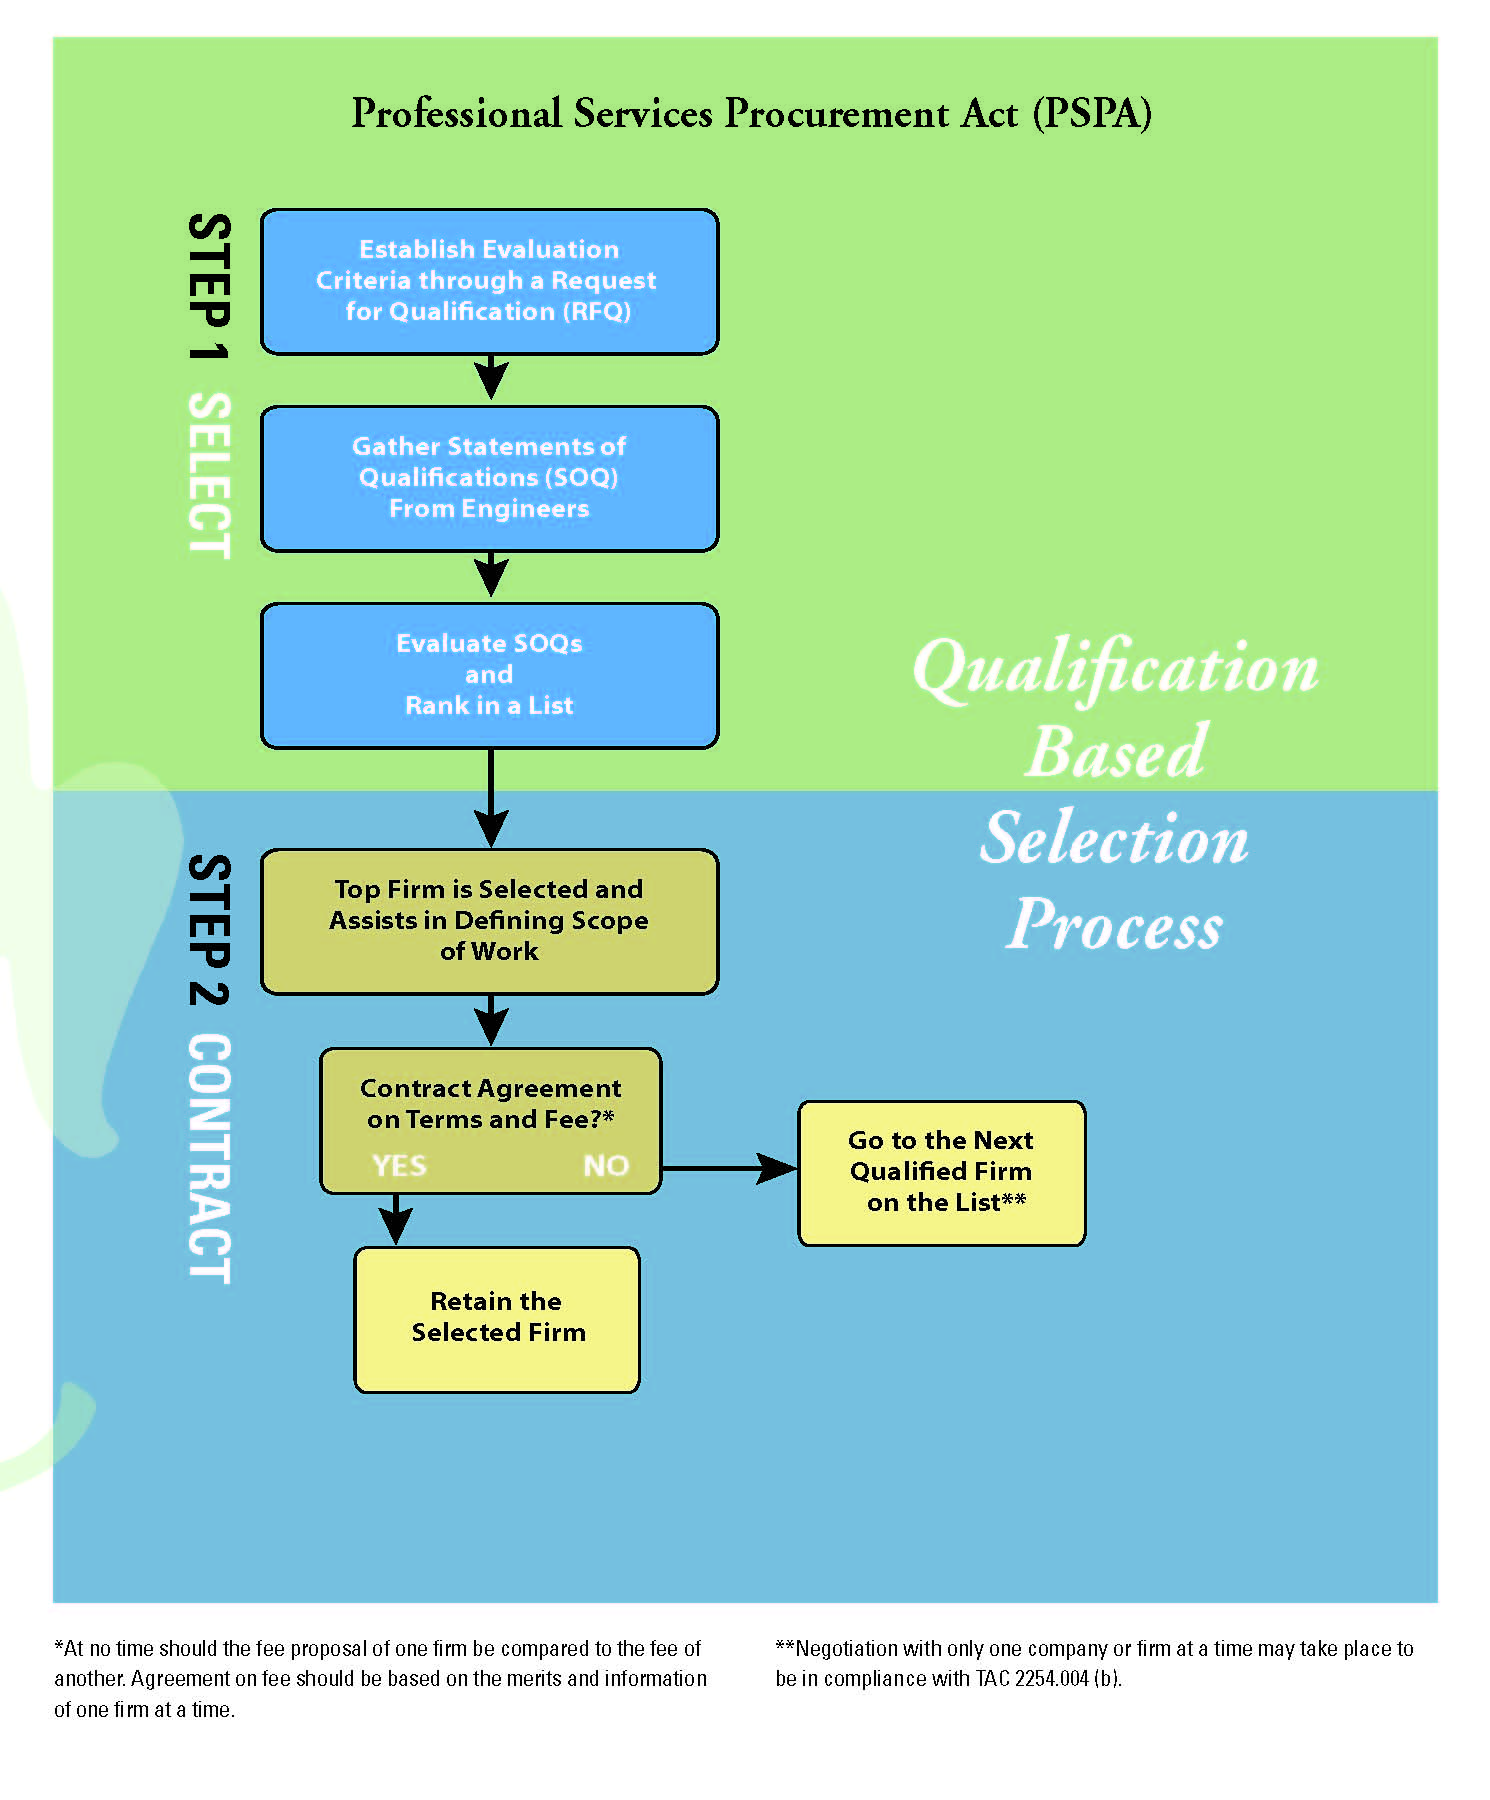 Professional Services Procurement Act (PSPA)
STEP 1 SELECT
Establish Evaluation
Criteria through a Request
for Qualification (RFQ)
Gather Statements of
Qualifications (SOQ)
From Engineers
Evaluate SOQs
and
Rank in a List
Qualification
Based
Selection
Process
STEP 2 CONTRACT
Top Firm is Selected and
Assists in Defining Scope
of Work
Contract Agreement
on Terms and Fee?*
YES NO
Go to the Next
Qualified Firm
on the List**
Retain the
Selected Firm
*At no time should the fee proposal of one firm be compared to the fee of
another. Agreement on fee should be based on the merits and information
of one firm at a time.
**Negotiation with only one company or firm at a time may take place to
be in compliance with TAC 2254.004 (b).